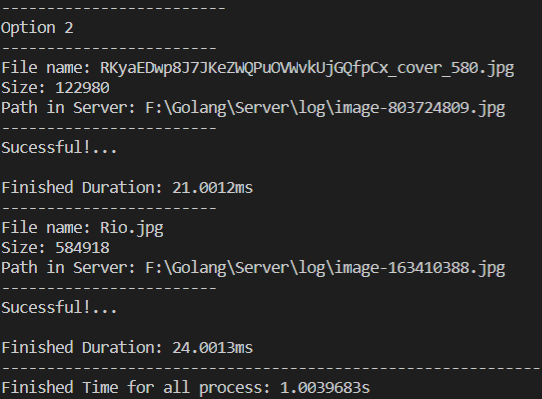 -------------------------
Option 2
------------------------
File name: RKyaEDwp8J7JKeZWQPuOVWvkUjGQfpCx_cover_580.jpg
Size: 122980
Path in Server: F:\Golang\Server\log\image-803724809.jpg
------------------------
Sucessful!...
Finished Duration: 21.0012ms
------------------------
File name: Rio.jpg
Size: 584918
Path in Server: F:\Golang\Server\log\image-163410388.jpg
------------------------
Sucessful!...
Finished Duration: 24.0013ms
------------------------------------------------------------
Finished Time for all process: 1.0039683s